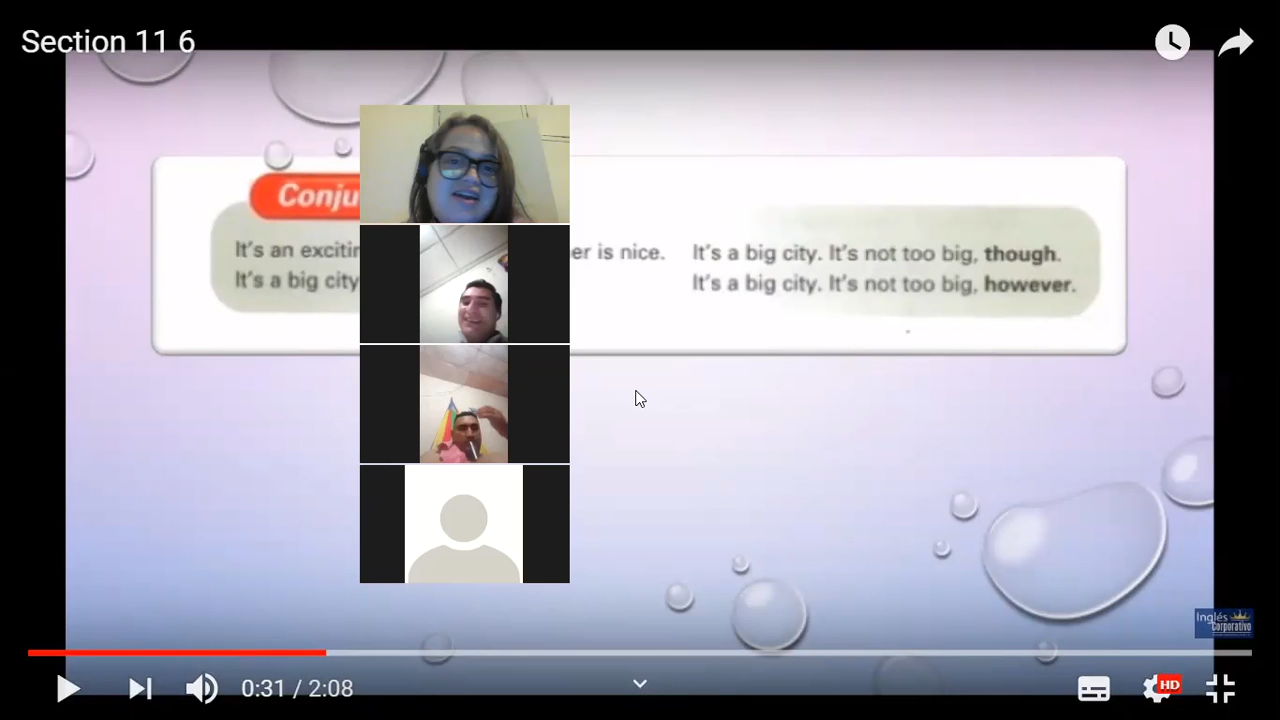 Section 11 6
Conju
It's an excitin
er is nice.
It's a big city. It's not too big, though.
It's a big city
It's a big city. It's not too big, however.
Inglés
Corporativo
0:31 / 2:08
HD